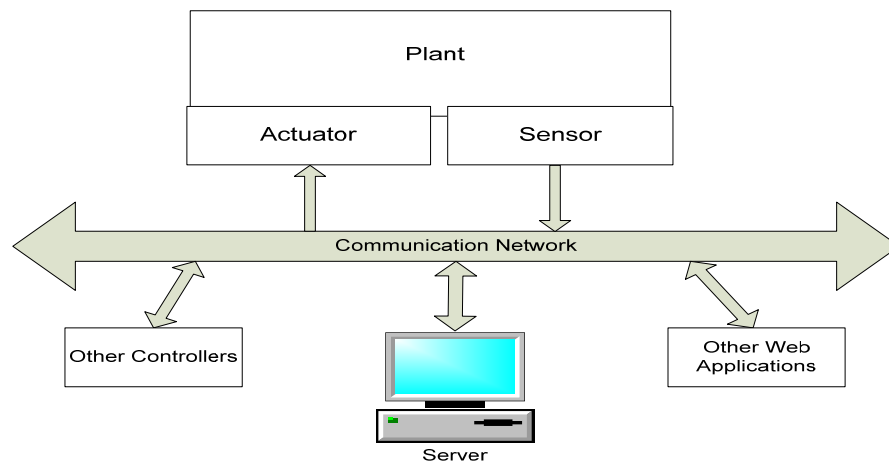 Plant
Actuator
Sensor
Communication Network
Other Controllers
Other Web
Applications
Server